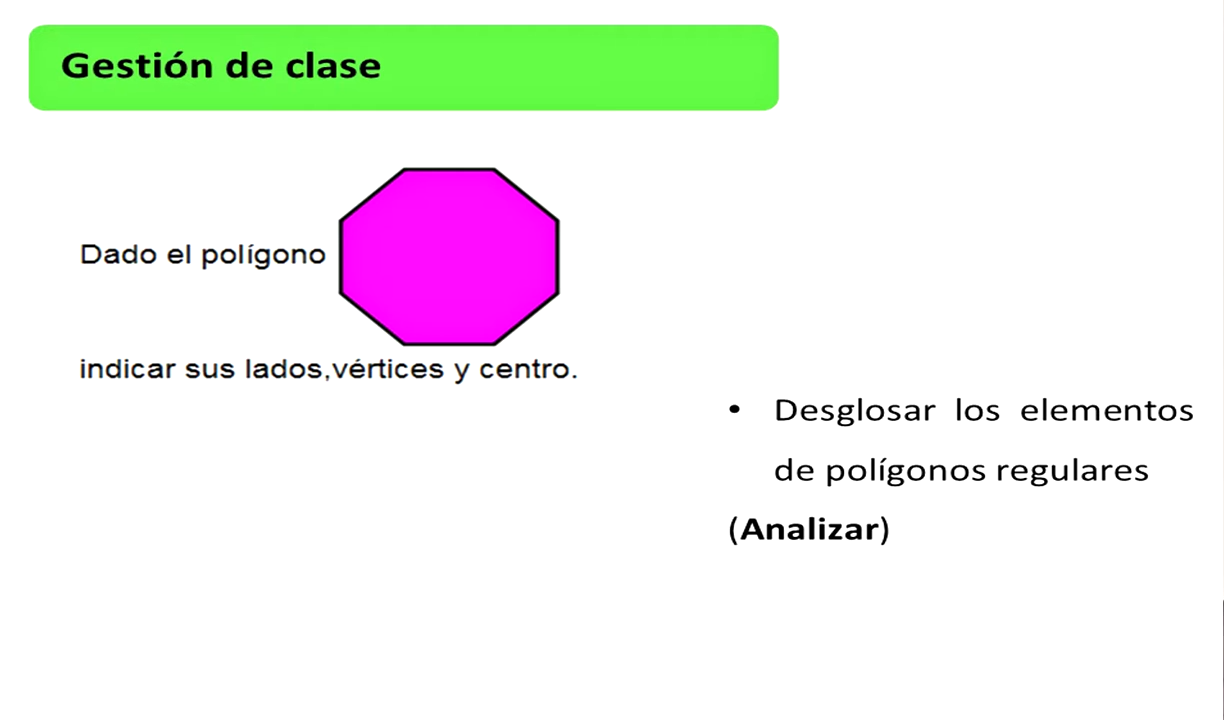 Gestión de clase
Dado el polígono
indicar sus lados,vértices y centro.
• Desglosar los elementos
de polígonos regulares
(Analizar)